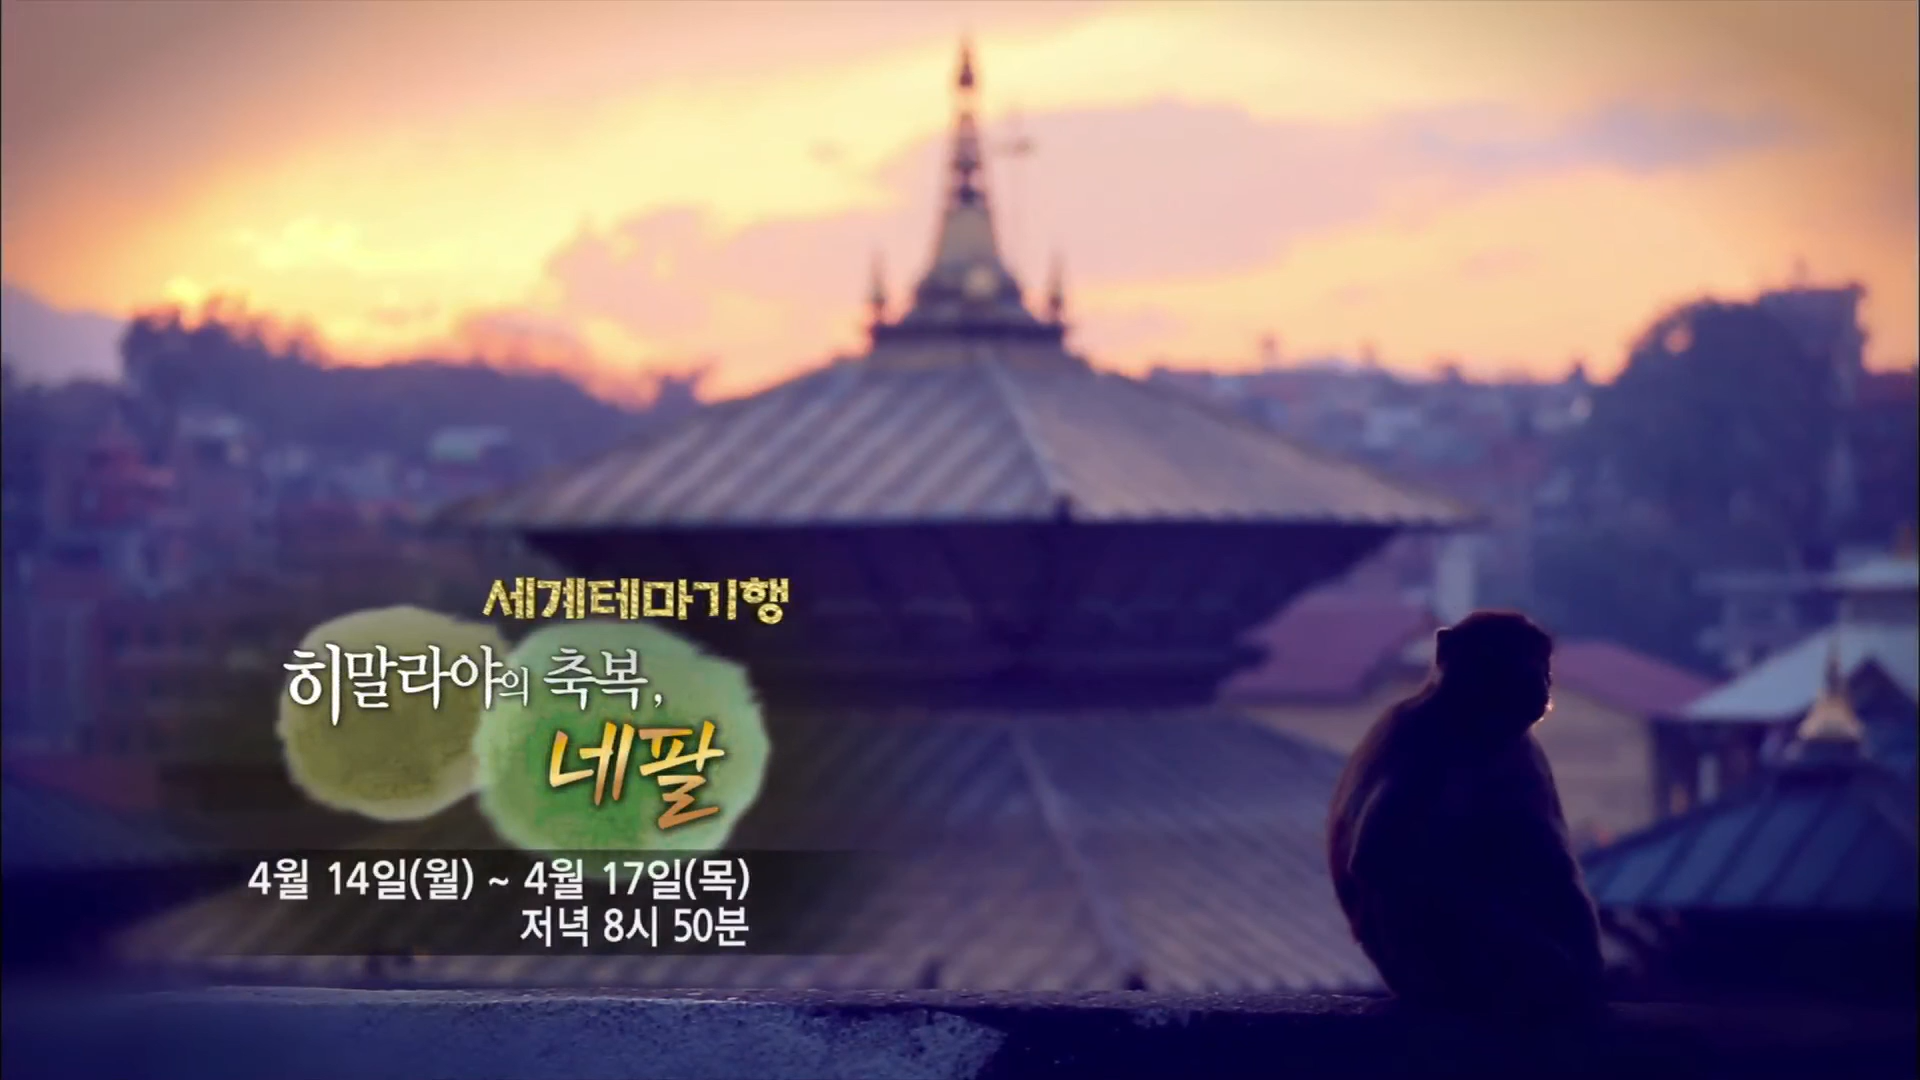 세계테마기행
히말라야의 축복,
네팔
4월 14일(월) ~ 4월 17일(목)
저녁 8시 50분